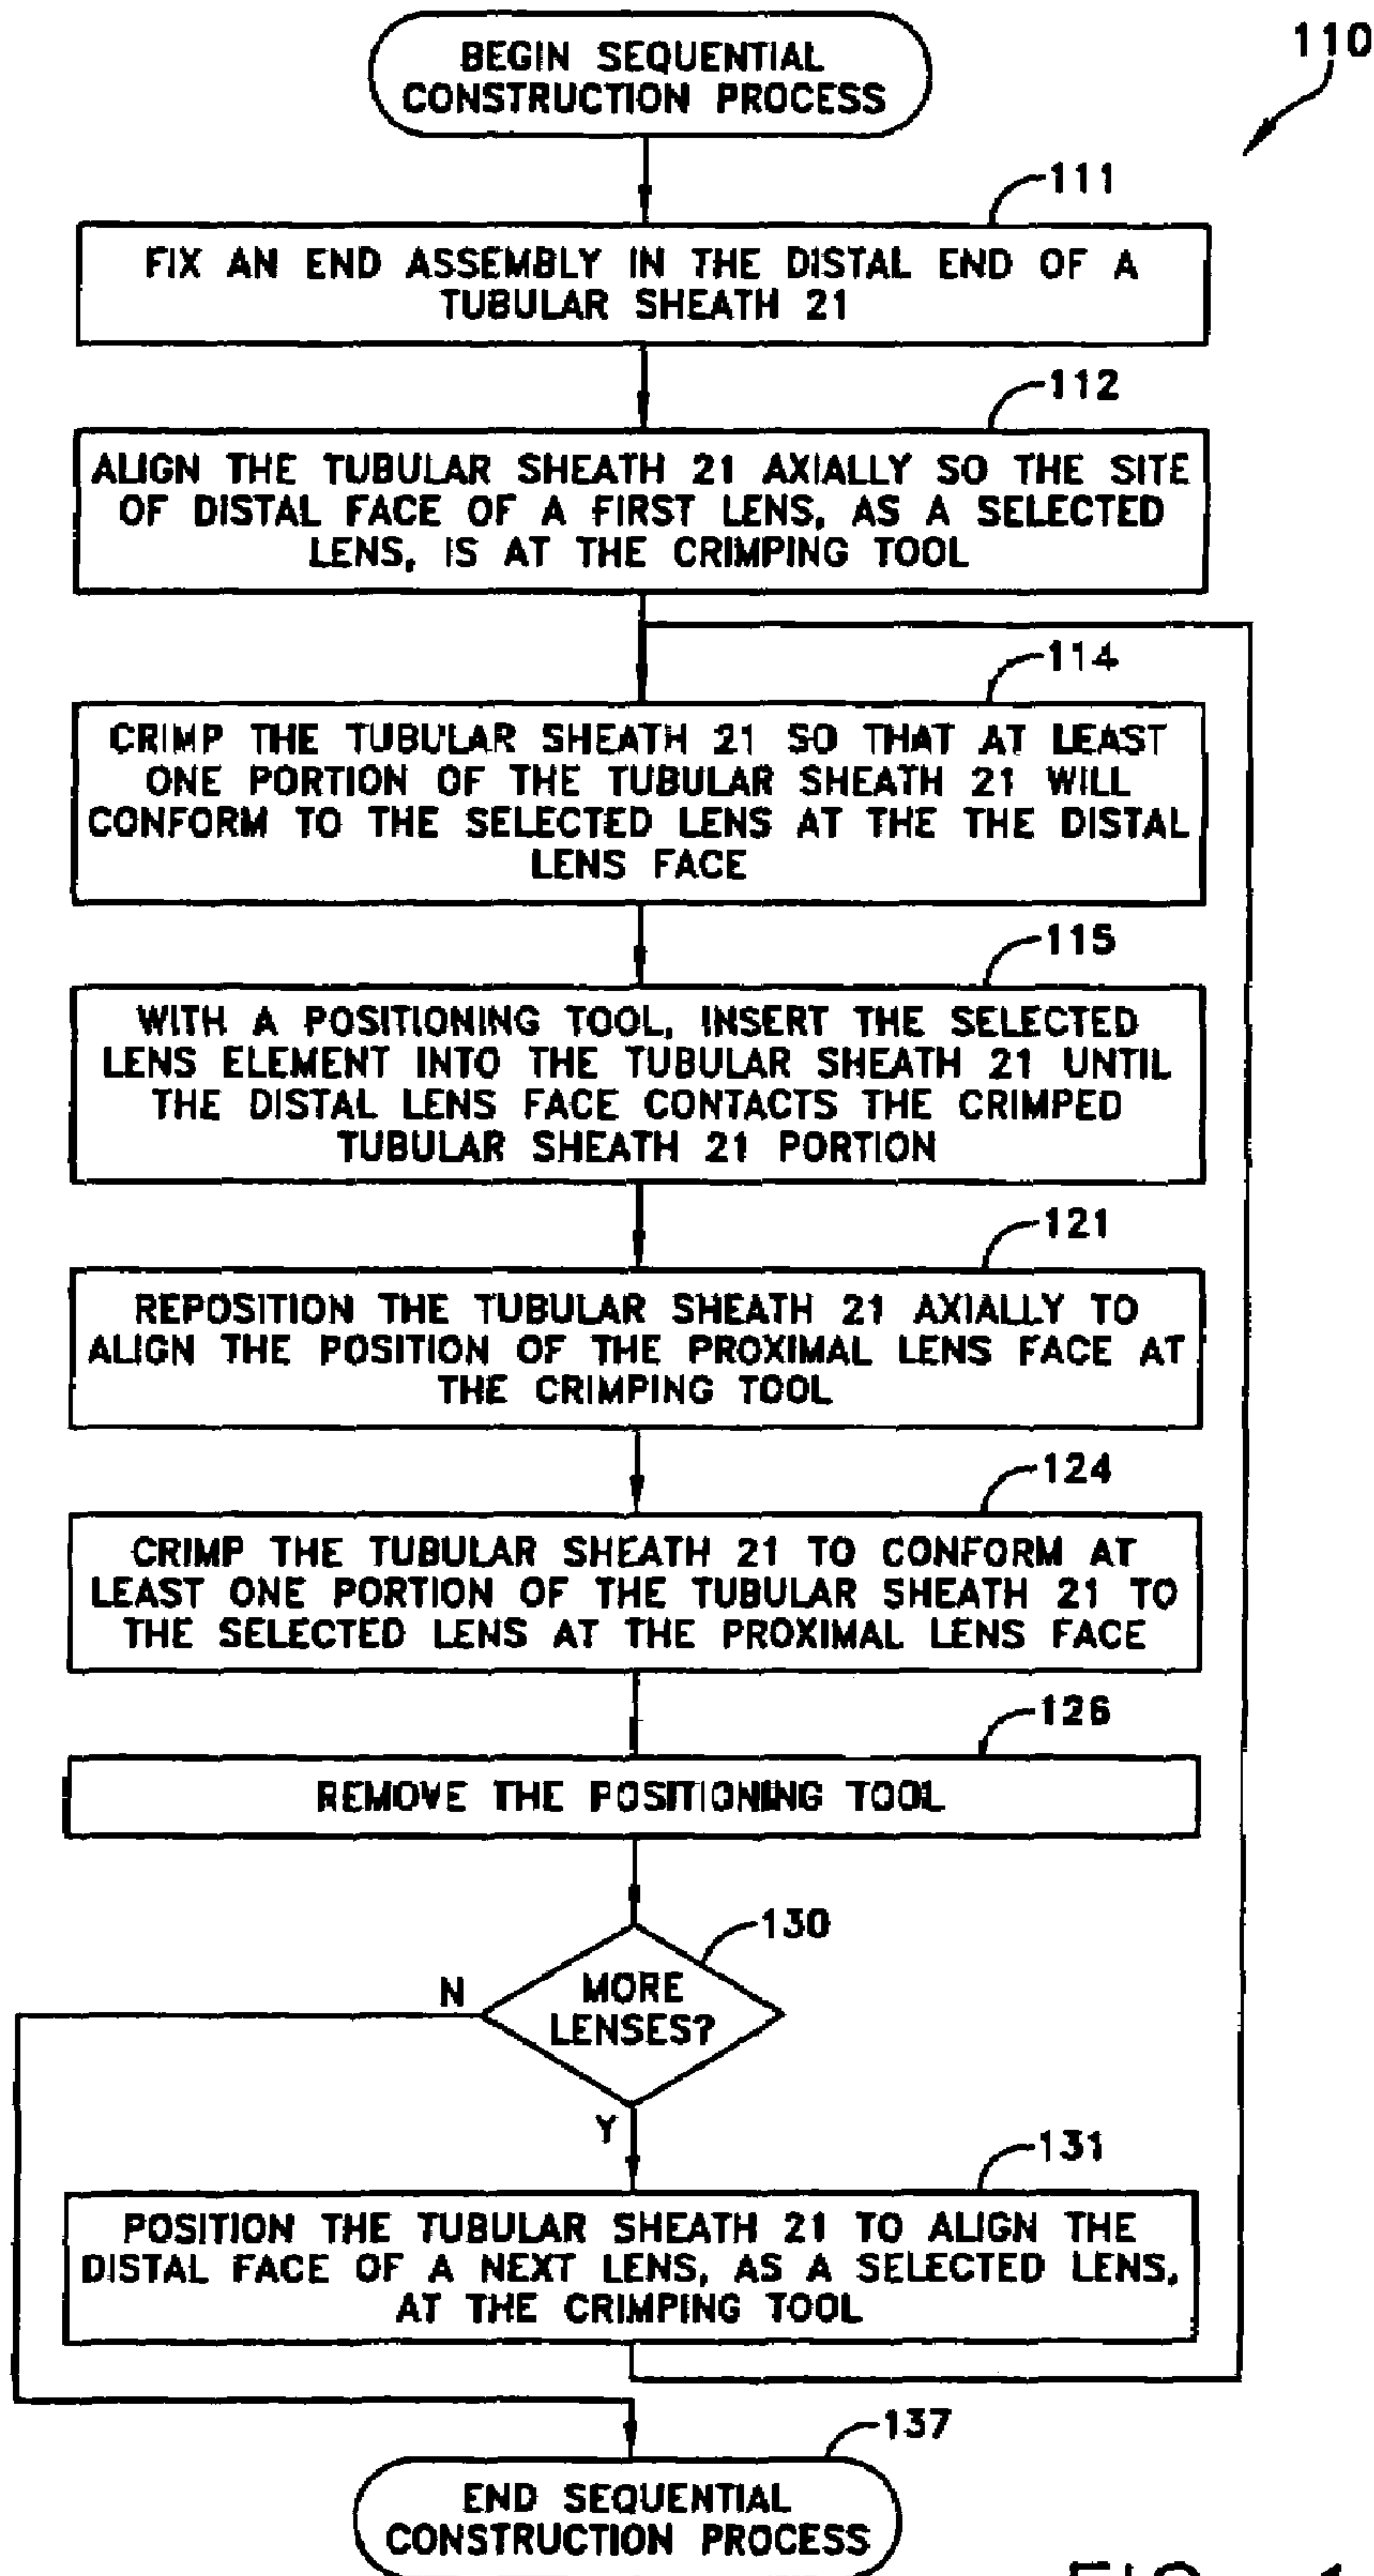 BEGIN SEQUENTIAL
CONSTRUCTION PROCESS
110
111
FIX AN END ASSEMBLY IN THE DISTAL END OF A
TUBULAR SHEATH 21
112
ALIGN THE TUBULAR SHEATH 21 AXIALLY SO THE SITE
OF DISTAL FACE OF A FIRST LENS, AS A SELECTED
LENS, IS AT THE CRIMPING TOOL
114
CRIMP THE TUBULAR SHEATH 21 SO THAT AT LEAST
ONE PORTION OF THE TUBULAR SHEATH 21 WILL
CONFORM TO THE SELECTED LENS AT THE THE DISTAL
LENS FACE
115
WITH A POSITIONING TOOL, INSERT THE SELECTED
LENS ELEMENT INTO THE TUBULAR SHEATH 21 UNTIL
THE DISTAL LENS FACE CONTACTS THE CRIMPED
TUBULAR SHEATH 21 PORTION
121
REPOSITION THE TUBULAR SHEATH 21 AXIALLY TO
ALIGN THE POSITION OF THE PROXIMAL LENS FACE AT
THE CRIMPING TOOL
124
CRIMP THE TUBULAR SHEATH 21 TO CONFORM AT
LEAST ONE PORTION OF THE TUBULAR SHEATH 21 TO
THE SELECTED LENS AT THE PROXIMAL LENS FACE
126
REMOVE THE POSITIONING TOOL
130
N
MORE
LENSES?
Y
131
POSITION THE TUBULAR SHEATH 21 TO ALIGN THE
DISTAL FACE OF A NEXT LENS, AS A SELECTED LENS,
AT THE CRIMPING TOOL
137
END SEQUENTIAL
CONSTRUCTION PROCESS